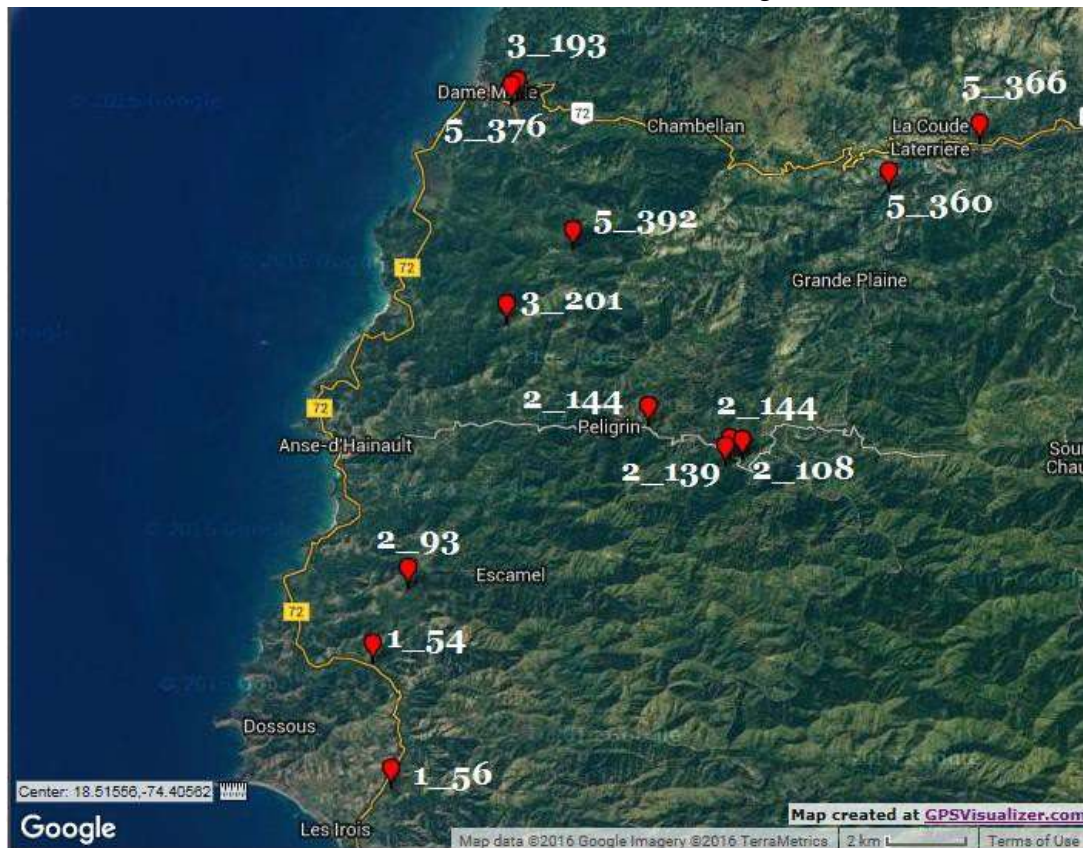 3_193
Dame M
5_376
72
Chambellan
5_366
La Coude
Laterriere
5_360
5_392
72
Grande Plaine
3_201
2_144
2_144
72
Peligrin
Anse-d'Hainault
2_139
2_108
Sour
Chau
2_93
Escamel
72
1_54
Dossous
1_56
Center: 18.51556,-74.40562
Map created at GPSVisualizer.com
Google
Les Irois
Map data ©2016 Google Imagery ©2016 TerraMetrics
2 km
Terms of Use